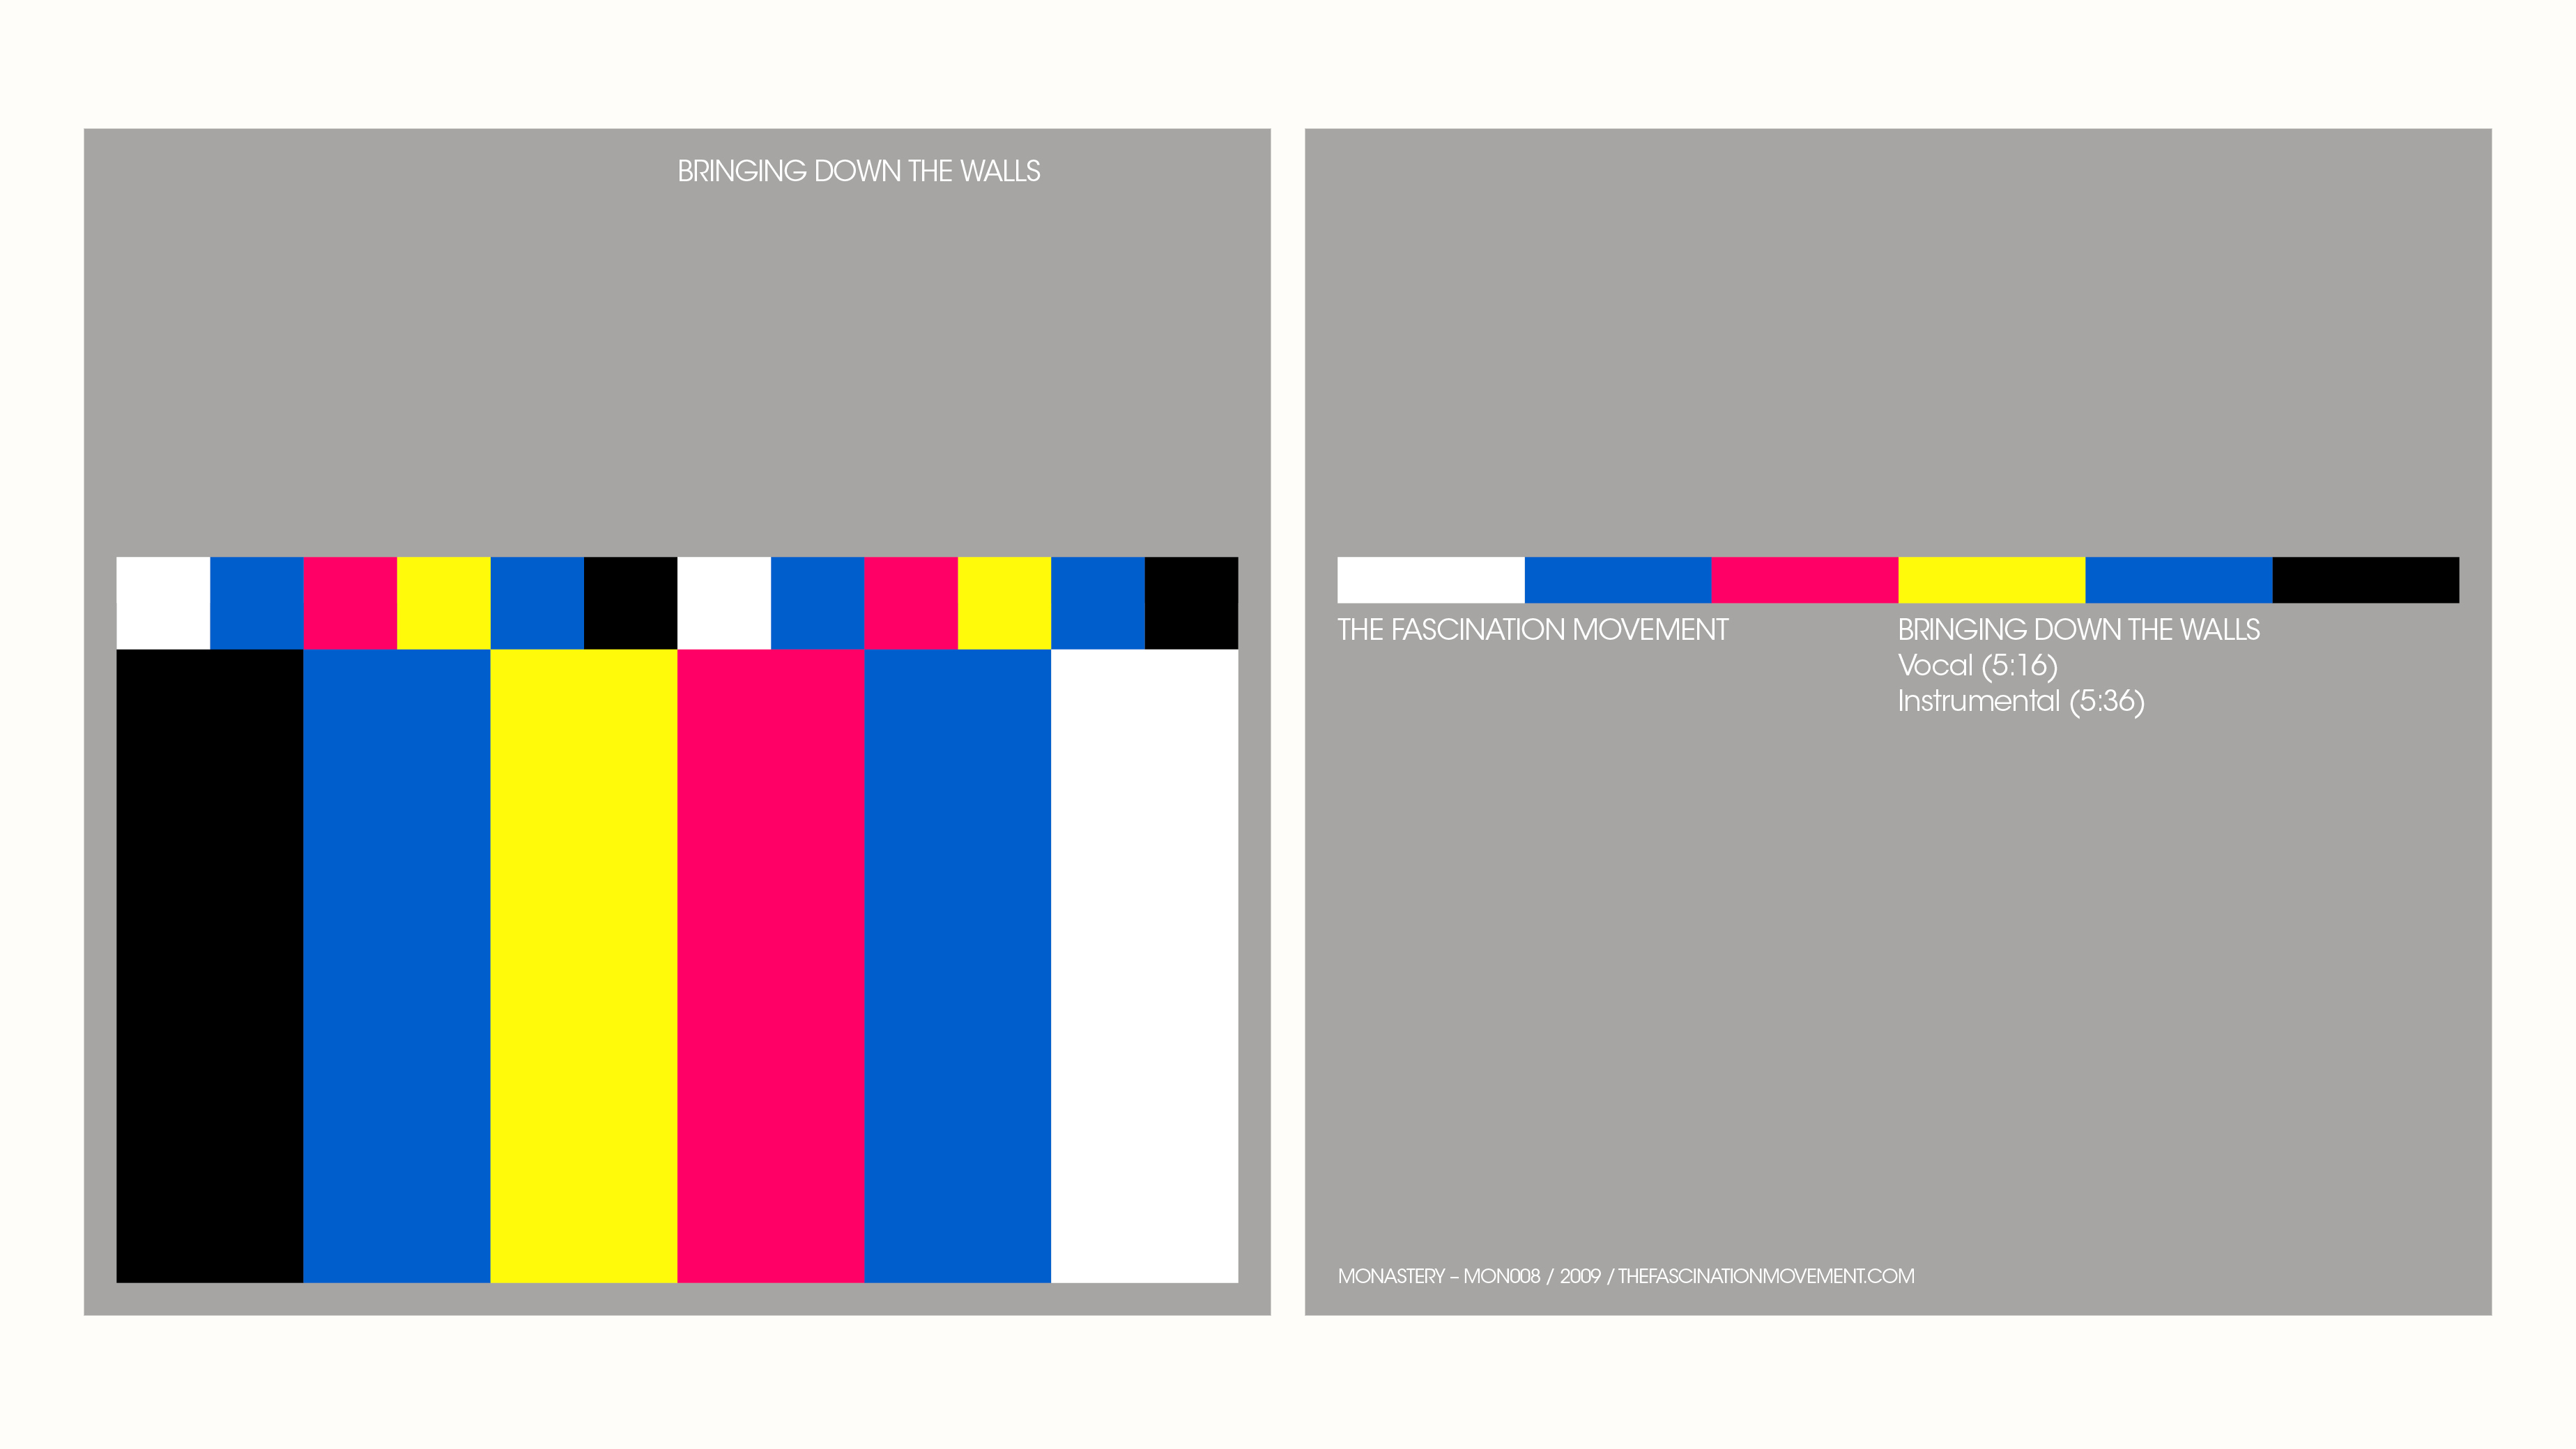 BRINGING DOWN THE WALLS
THE FASCINATION MOVEMENT
BRINGING DOWN THE WALLS
Vocal (5:16)
Instrumental (5:36)
MONASTERY – MON008 / 2009 / THEFASCINATIONMOVEMENT.COM